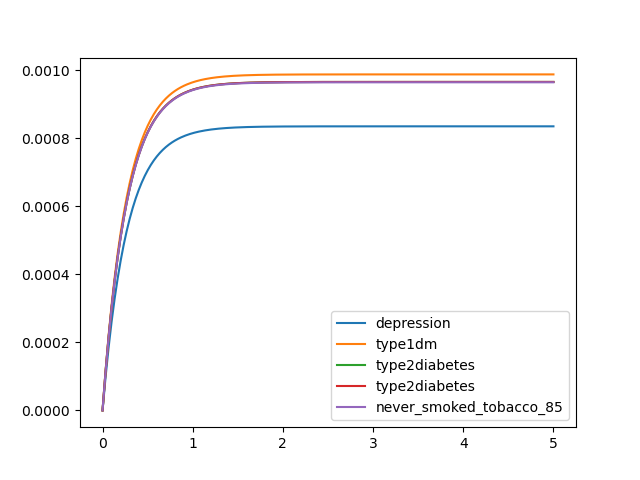 0.0010
0.0008
0.0006
0.0004
0.0002
0.0000
0 1 2 3 4 5
depression
type1dm
type2diabetes
type2diabetes
never_smoked_tobacco_85